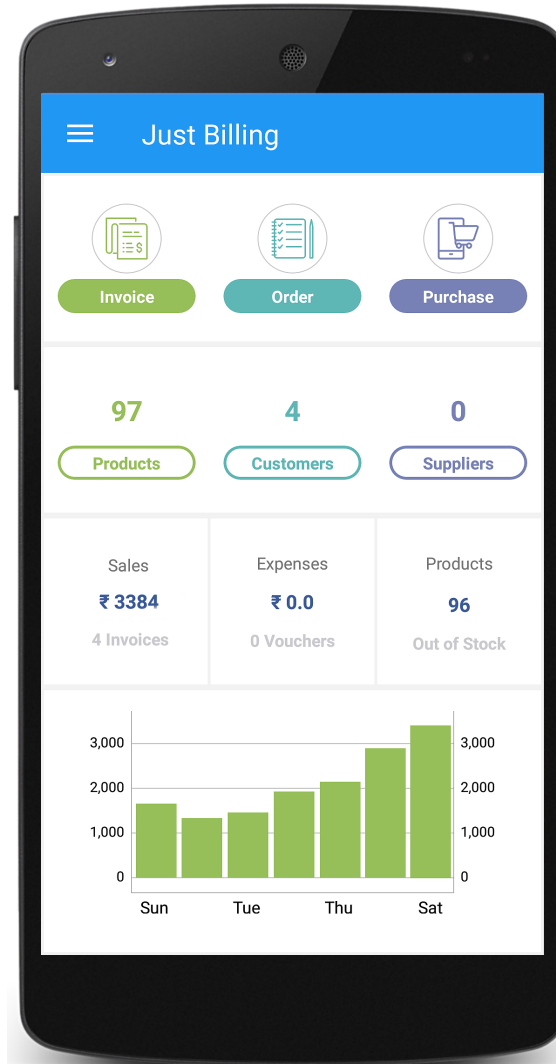 Just Billing
Invoice Order Purchase
97 4 0
Products Customers Suppliers
Sales Expenses Products
₹ 3384 ₹ 0.0 96
4 Invoices 0 Vouchers Out of Stock
3,000 3,000
2,000 2,000
1,000 1,000
0 0
Sun Tue Thu Sat